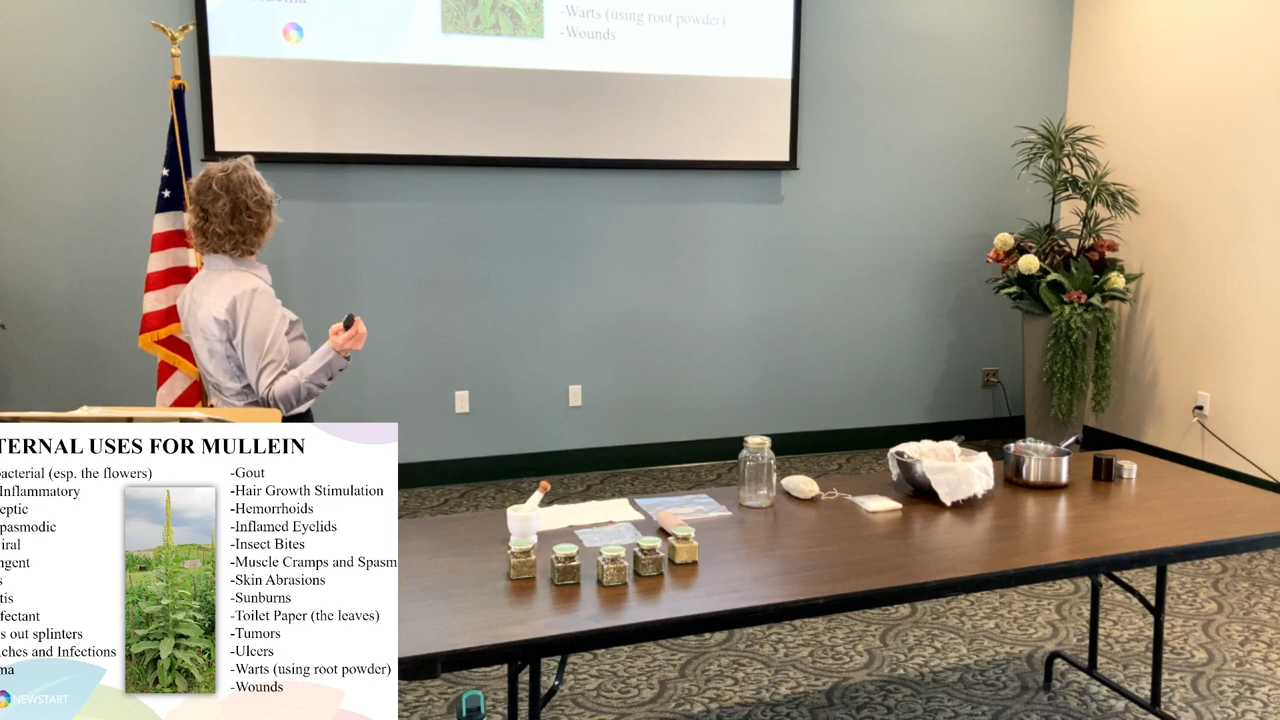 -Warts (using root powder)
-Wounds
TERNAL USES FOR MULLEIN
bacterial (esp. the flowers)
Inflammatory
eptic
pasmodic
iral
ngent
s
tis
fectant
s out splinters
ches and Infections
ma
-Gout
-Hair Growth Stimulation
-Hemorrhoids
-Inflamed Eyelids
-Insect Bites
-Muscle Cramps and Spasm
-Skin Abrasions
-Sunburns
-Toilet Paper (the leaves)
-Tumors
-Ulcers
-Warts (using root powder)
-Wounds
NEWSTART